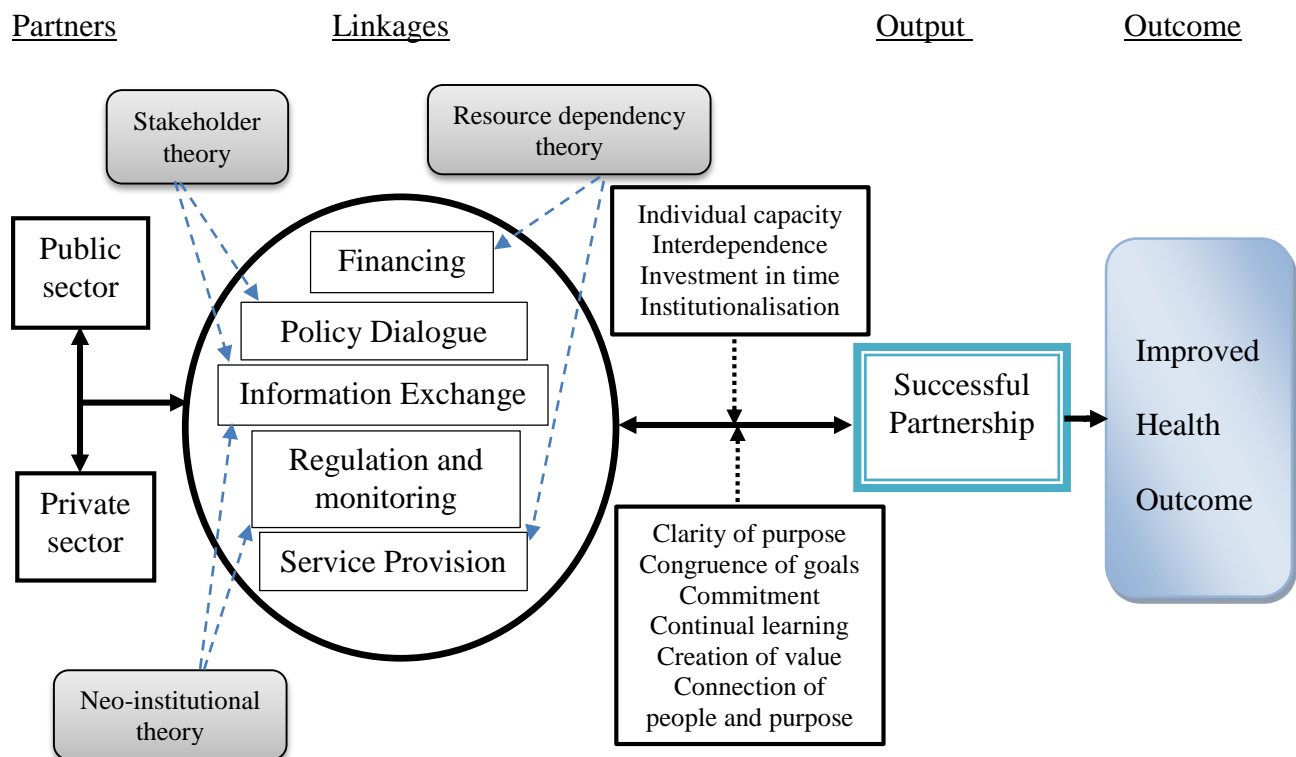 Partners
Linkages
Output
Outcome
Stakeholder
theory
Resource dependency
theory
Public
sector
Private
sector
Financing
Policy Dialogue
Information Exchange
Regulation and
monitoring
Service Provision
Neo-institutional
theory
Individual capacity
Interdependence
Investment in time
Institutionalisation
Clarity of purpose
Congruence of goals
Commitment
Continual learning
Creation of value
Connection of
people and purpose
Successful
Partnership
Improved
Health
Outcome